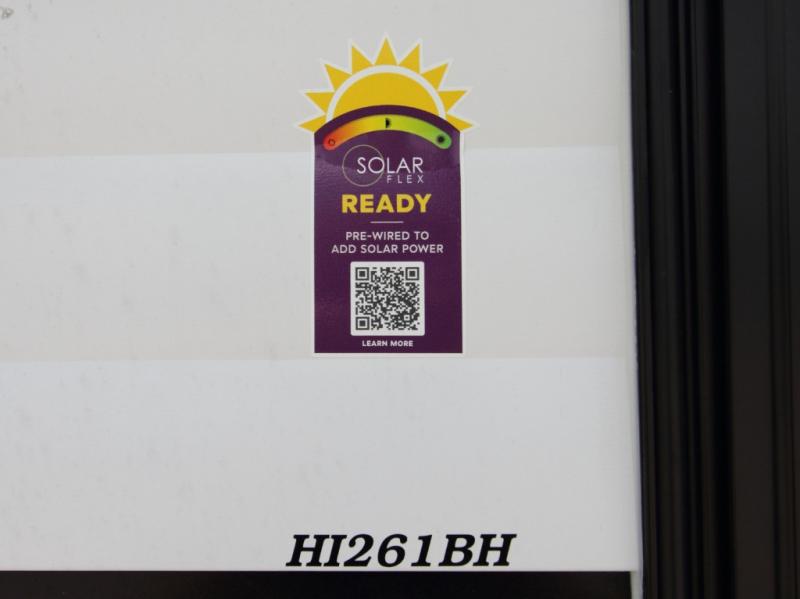 SOLAR
FLEX
READY
PRE-WIRED TO
ADD SOLAR POWER
LEARN MORE
HI261BH